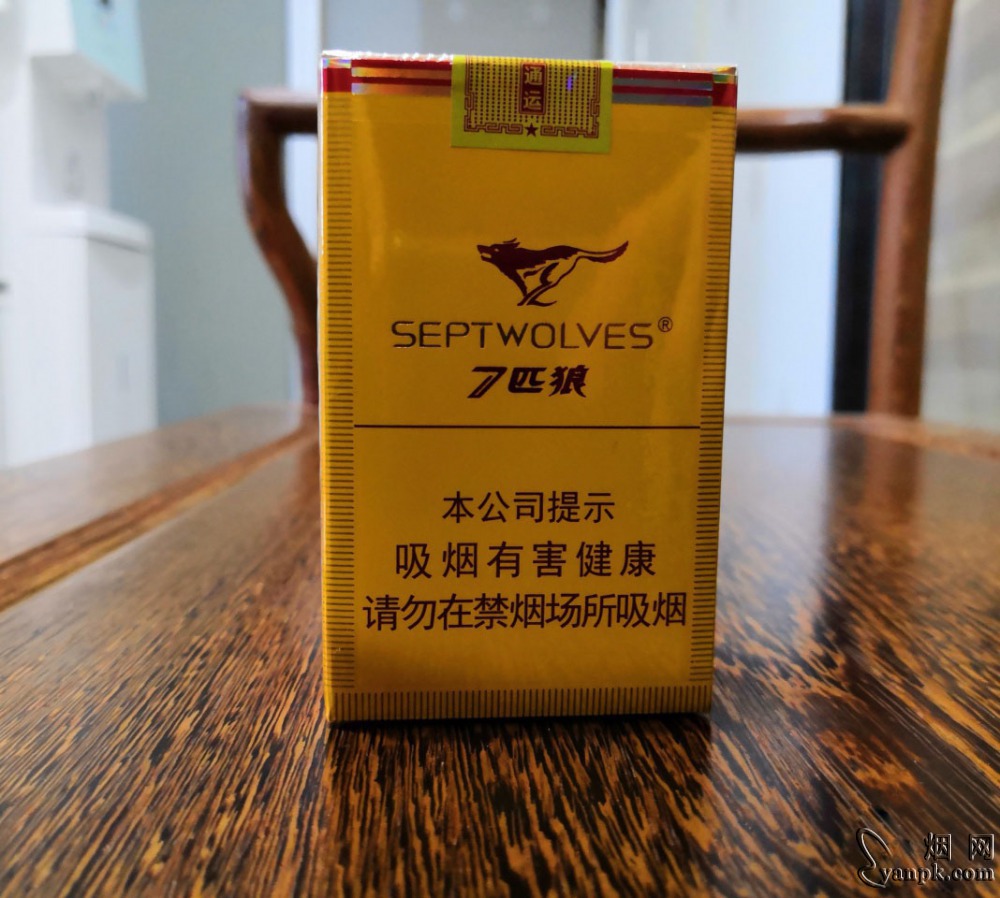 通
运
SEPTWOLVES®
7匹狼
本公司提示
吸烟有害健康
请勿在禁烟场所吸烟
烟网
yanpk.com